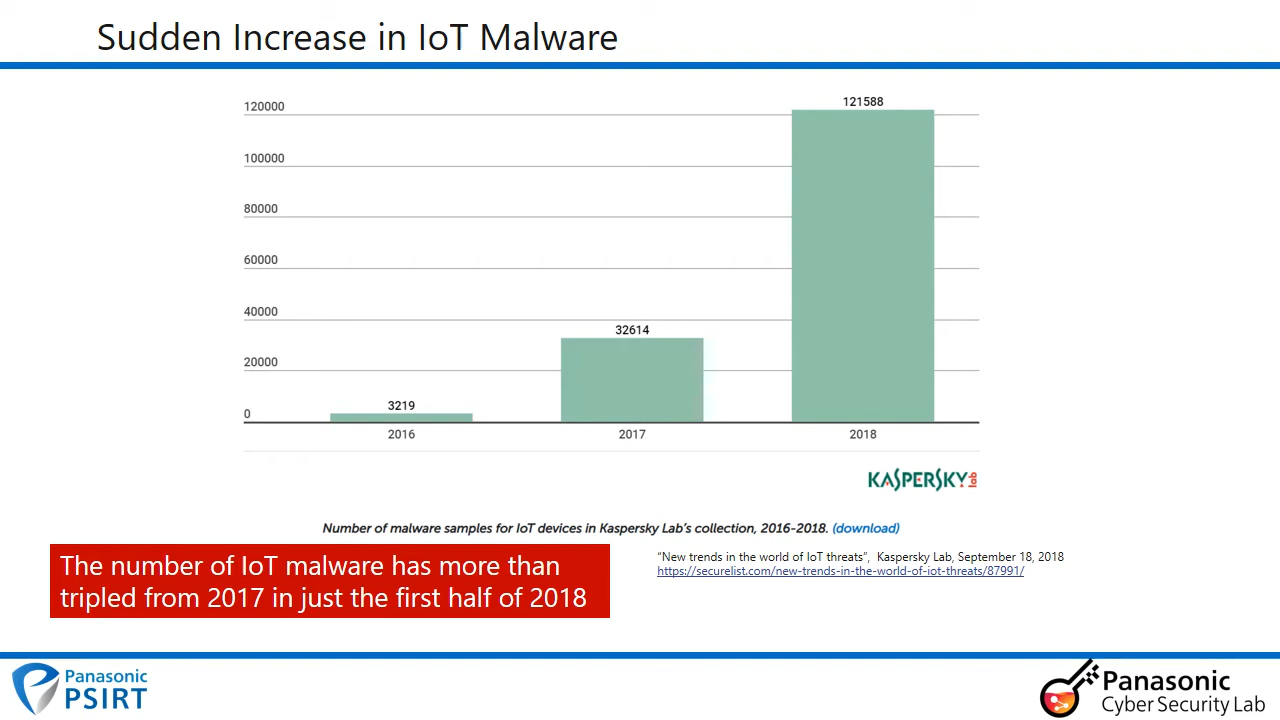 Sudden Increase in IoT Malware
121588
120000
100000
80000
60000
40000
32614
20000
3219
0
2016
2017
2018
KASPERSKY lab
Number of malware samples for IoT devices in Kaspersky Lab's collection, 2016-2018. (download)
The number of IoT malware has more than
tripled from 2017 in just the first half of 2018
"New trends in the world of IoT threats", Kaspersky Lab, September 18, 2018
https://securelist.com/new-trends-in-the-world-of-iot-threats/87991/
Panasonic
PSIRT
Panasonic
Cyber Security Lab